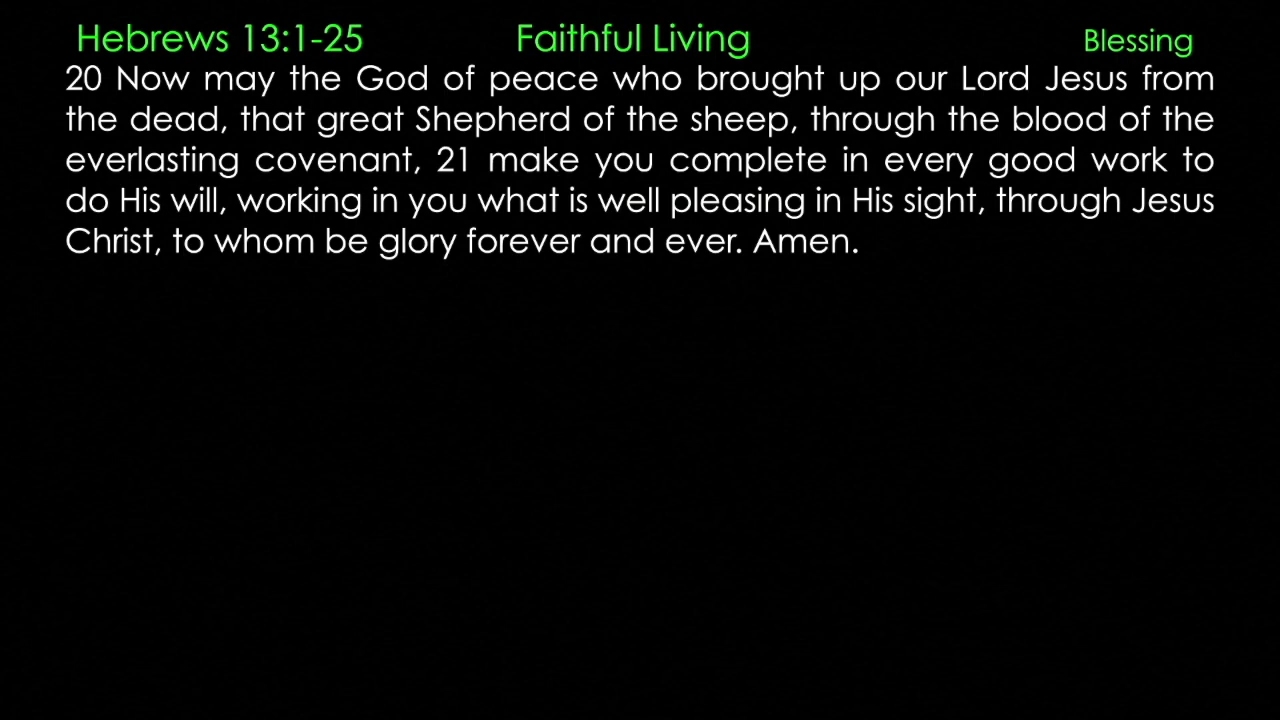 Hebrews 13:1-25 Faithful Living Blessing
20 Now may the God of peace who brought up our Lord Jesus from
the dead, that great Shepherd of the sheep, through the blood of the
everlasting covenant, 21 make you complete in every good work to
do His will, working in you what is well pleasing in His sight, through Jesus
Christ, to whom be glory forever and ever. Amen.